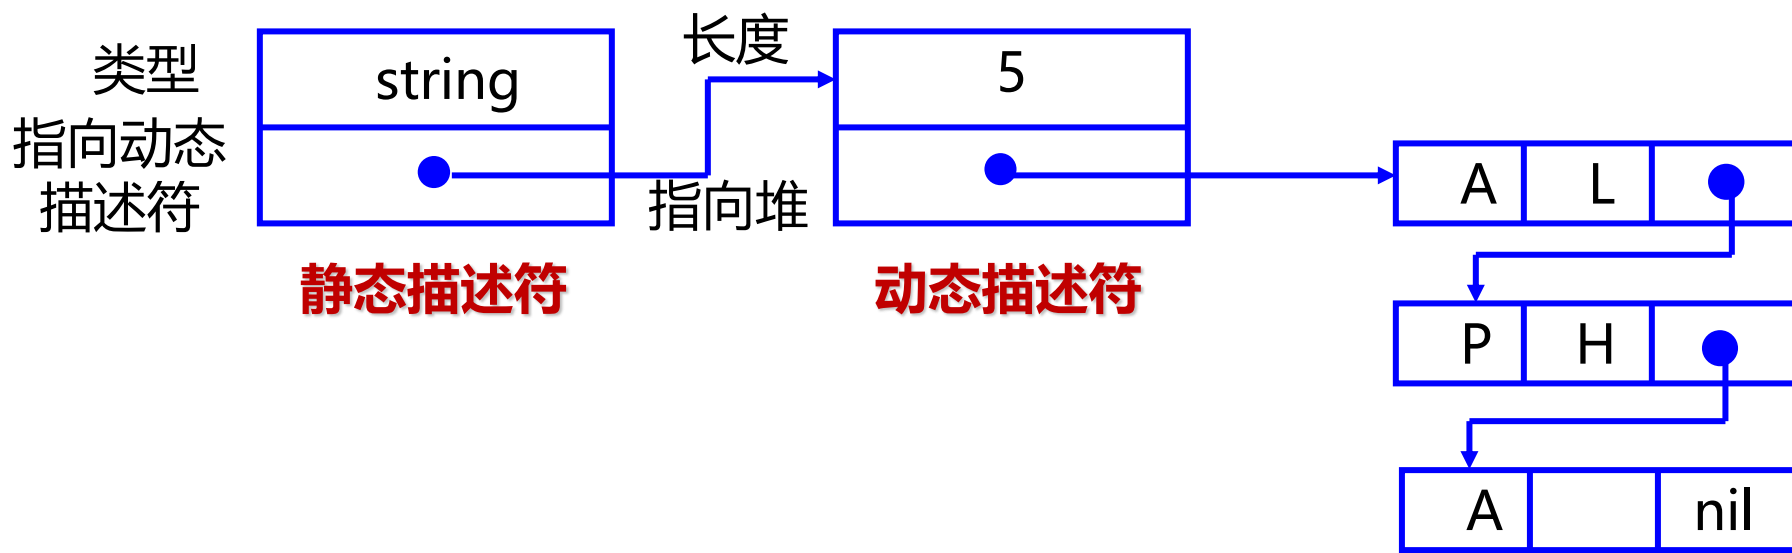 类型
指向动态
描述符
string
静态描述符
长度
指向堆
5
动态描述符
A L
P H
A nil